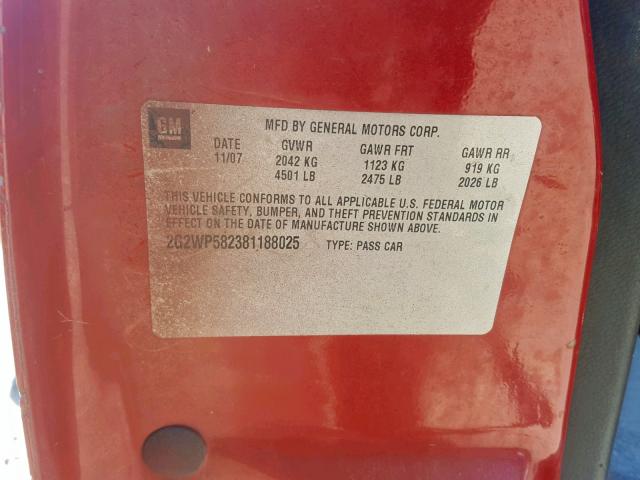 GM
MFD BY GENERAL MOTORS CORP.
DATE GVWR GAWR FRT GAWR RR
11/07 2042 KG 1123 KG 919 KG
4501 LB 2475 LB 2026 LB
THIS VEHICLE CONFORMS TO ALL APPLICABLE U.S. FEDERAL MOTOR
VEHICLE SAFETY, BUMPER, AND THEFT PREVENTION STANDARDS IN
EFFECT ON THE DATE OF MANUFACTURE SHOWN ABOVE.
2G2WP582381188025 TYPE: PASS CAR